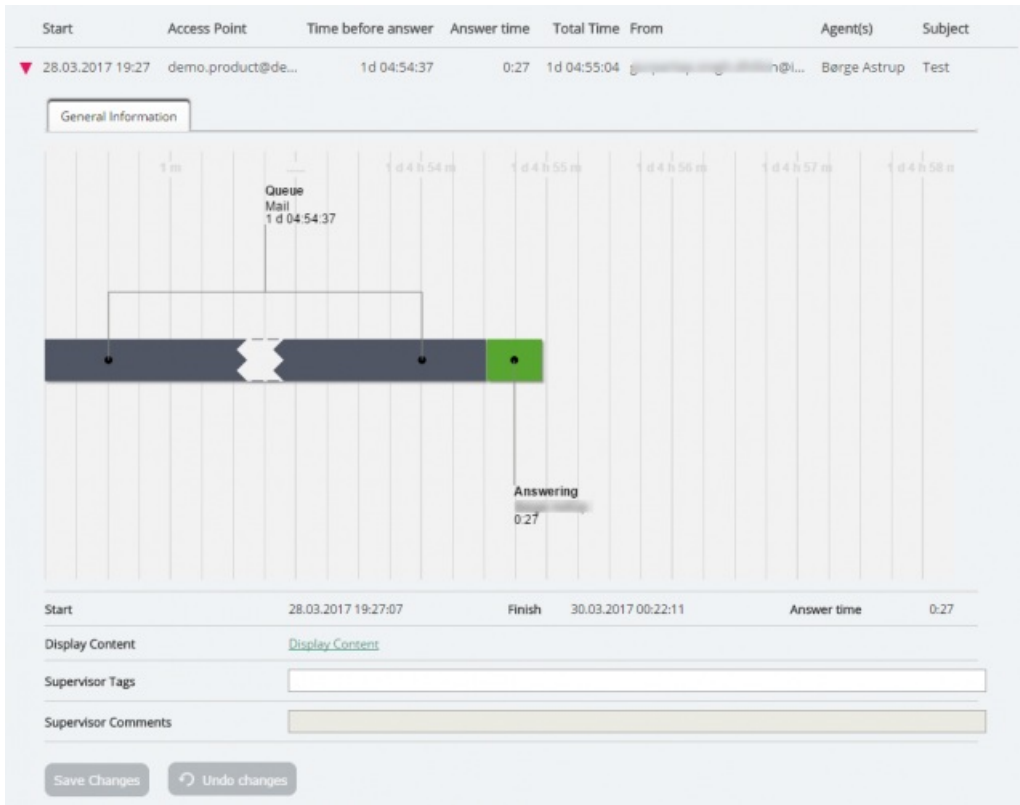 Start Access Point Time before answer Answer time Total Time From Agent(s) Subject
28.03.2017 19:27 demo.product@de... 1d 04:54:37 0:27 1d 04:55:04 @i... Børge Astrup Test
General Information
1 m 1 d 4 h 54 m 1 d 4 h 55 m 1 d 4 h 56 m 1 d 4 h 57 m 1 d 4 h 58 m
Queue
Mail
1 d 04:54:37
Answering
0:27
Start 28.03.2017 19:27:07 Finish 30.03.2017 00:22:11 Answer time 0:27
Display Content Display Content
Supervisor Tags
Supervisor Comments
Save Changes Undo changes